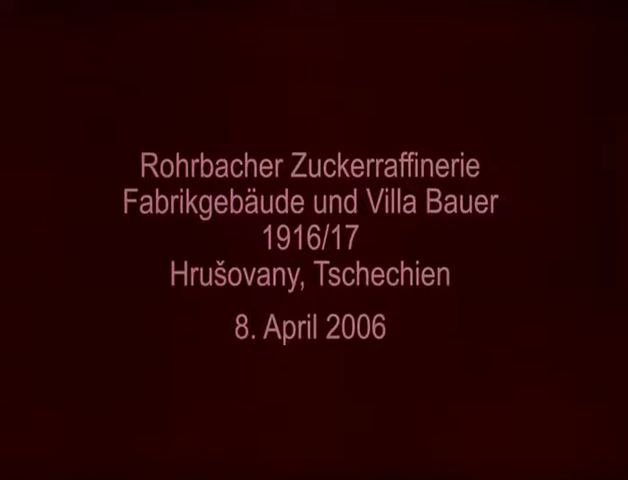 Rohrbacher Zuckerraffinerie
Fabrikgebäude und Villa Bauer
1916/17
Hrušovany, Tschechien
8. April 2006